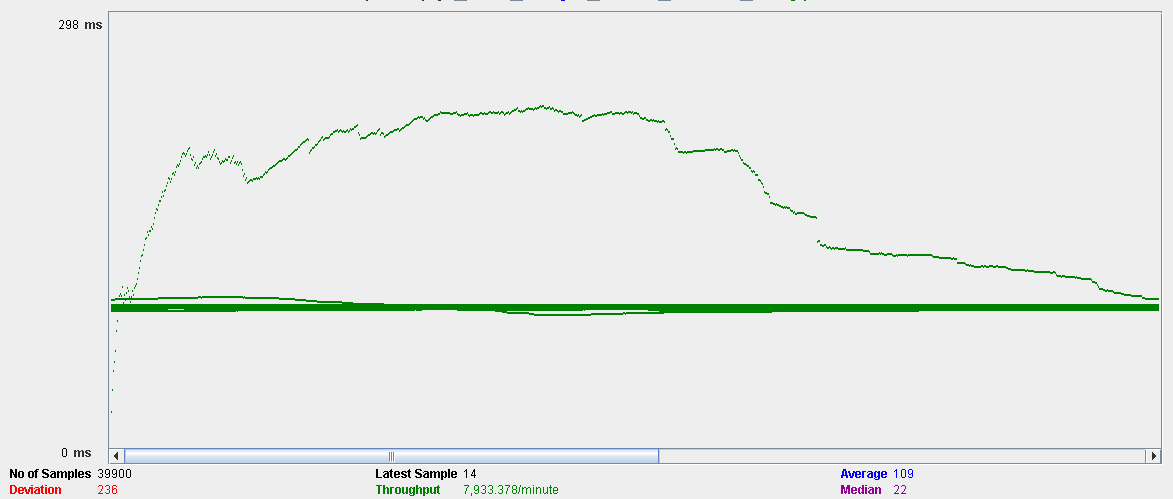 298 ms
0 ms
No of Samples 39900 Latest Sample 14 Average 109
Deviation 236 Throughput 7,933.378/minute Median 22